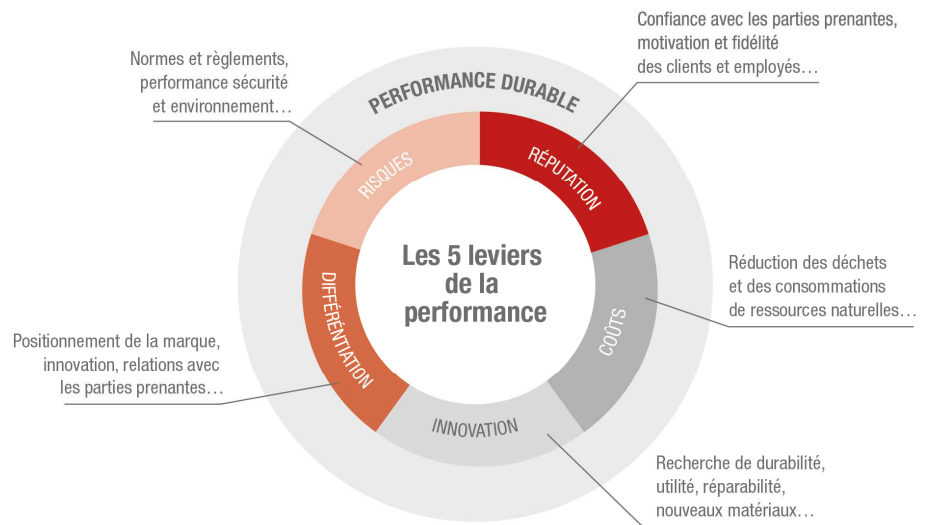 Confiance avec les parties prenantes,
motivation et fidélité
des clients et employés…
Normes et règlements,
performance sécurité
et environnement…
PERFORMANCE DURABLE
RISQUES
RÉPUTATION
Les 5 leviers
de la
performance
Réduction des déchets
et des consommations
de ressources naturelles…
DIFFÉRENTIATION
COÛTS
Positionnement de la marque,
innovation, relations avec
les parties prenantes…
INNOVATION
Recherche de durabilité,
utilité, réparabilité,
nouveaux matériaux…